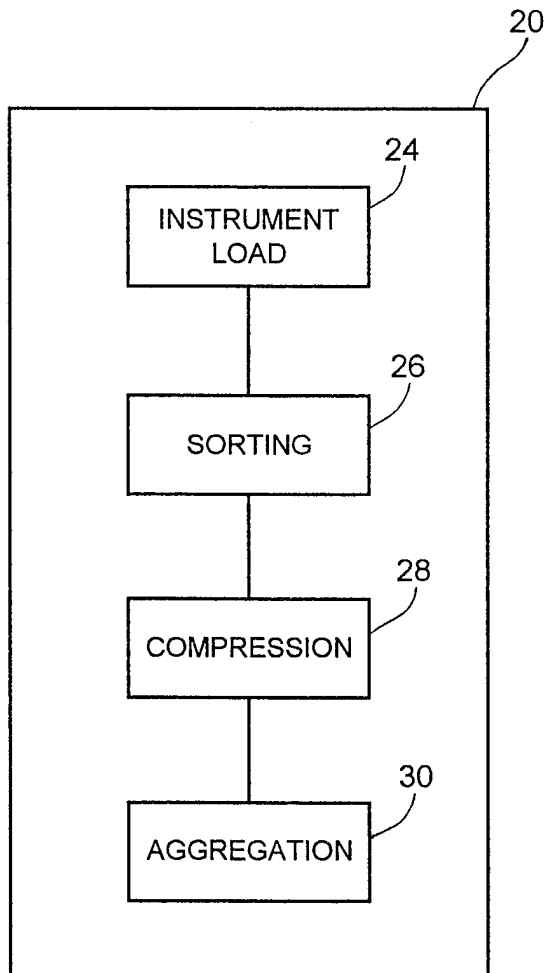 20
24
INSTRUMENT
LOAD
26
SORTING
28
COMPRESSION
30
AGGREGATION